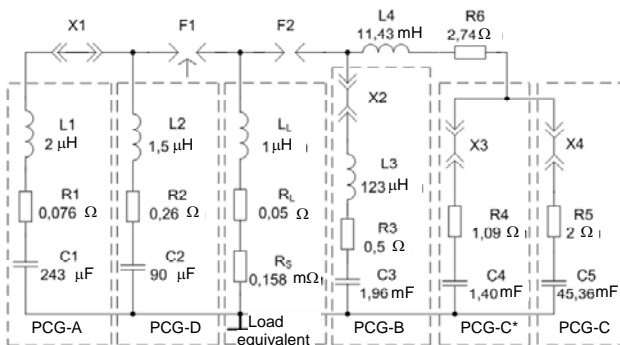 X1
F1
F2
L4
11,43 mH
R6
2,74 Ω
L1
2 μH
R1
0,076 Ω
C1
243 μF
PCG-A
L2
1,5 μH
R2
0,26 Ω
C2
90 μF
PCG-D
LL
1 μH
RL
0,05 Ω
RS
0,158 mΩ
Load
equivalent
X2
L3
123 μH
R3
0,5 Ω
C3
1,96 mF
PCG-B
X3
R4
1,09 Ω
C4
1,40 mF
PCG-C*
X4
R5
2 Ω
C5
45,36 mF
PCG-C